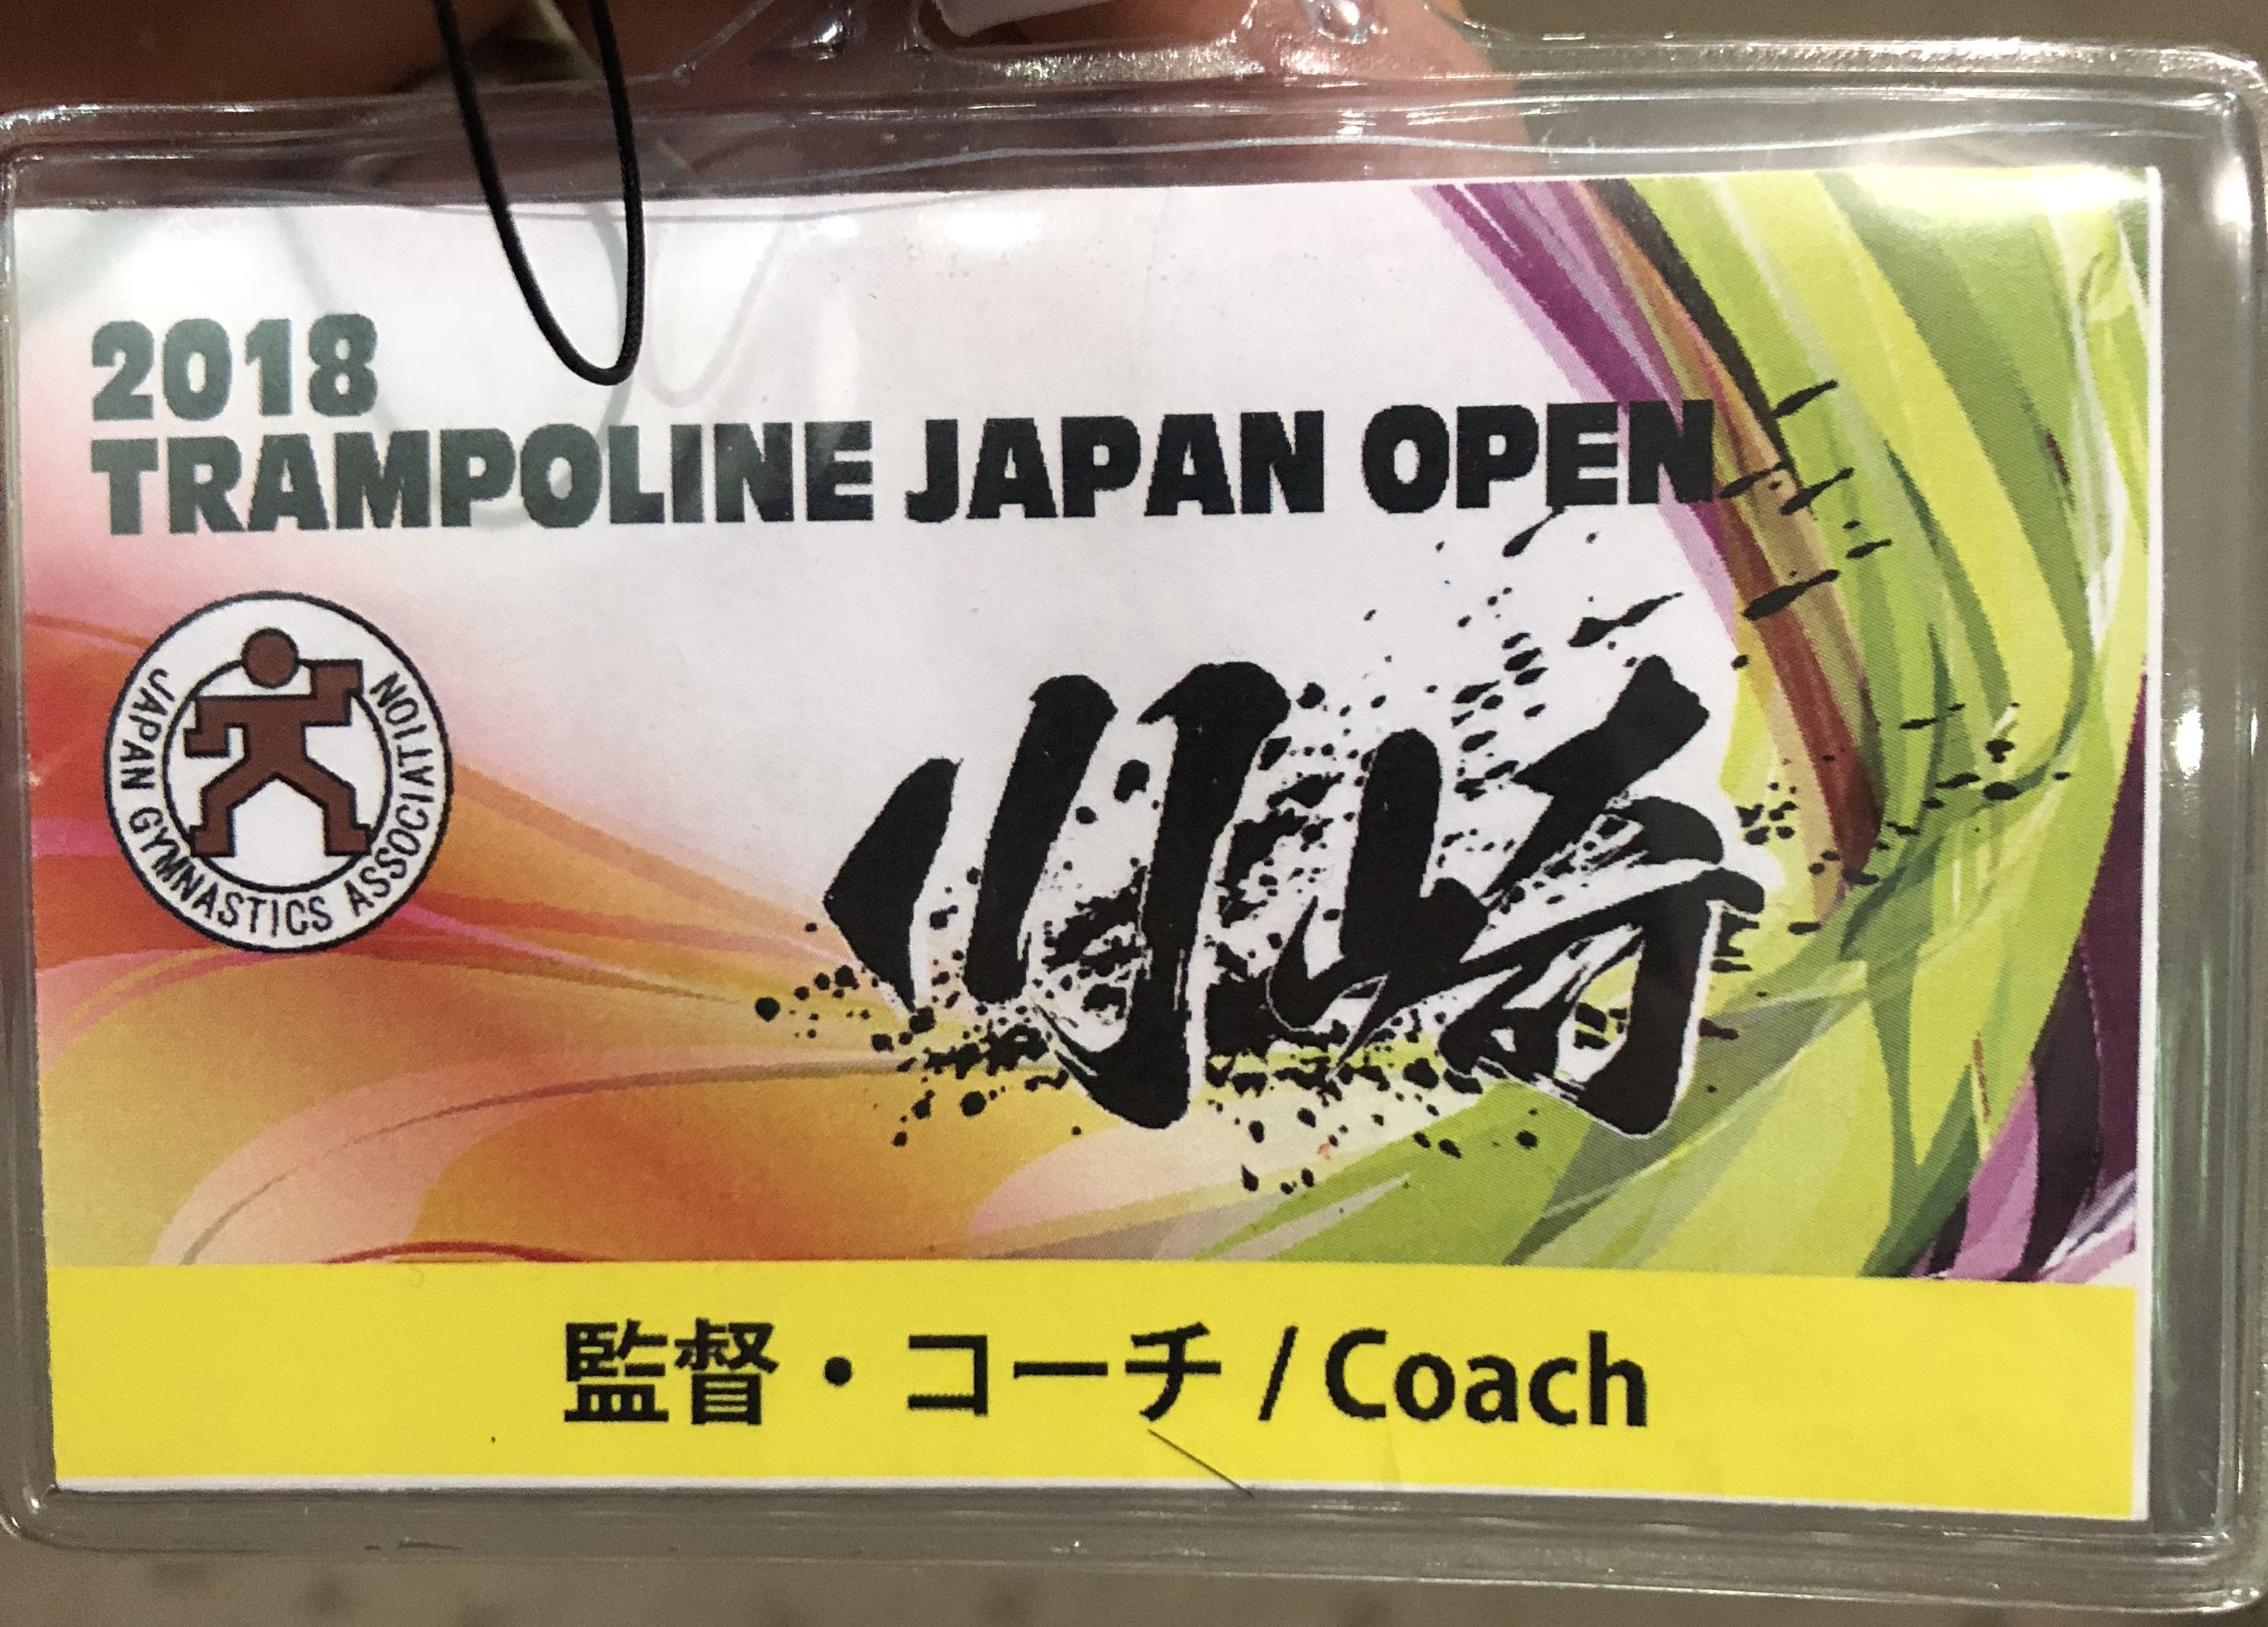 2018
TRAMPOLINE JAPAN OPEN
JAPAN GYMNASTICS ASSOCIATION
川崎
監督・コーチ / Coach